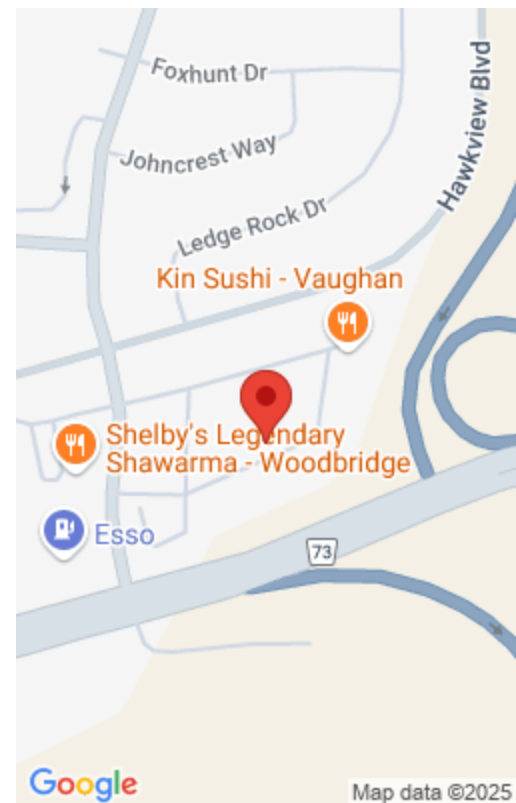 Foxhunt Dr
Johncrest Way
Hawkview Blvd
Ledge Rock Dr
Kin Sushi - Vaughan
Shelby's Legendary
Shawarma - Woodbridge
Esso
73
Google
Map data ©2025